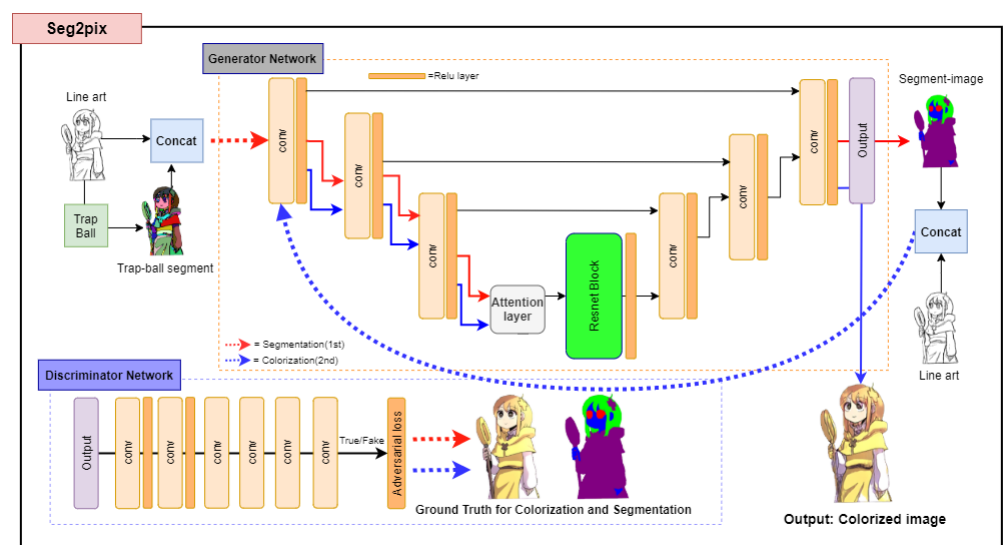 Seg2pix
Generator Network
=Relu layer
Line art
Concat
Trap
Ball
Trap-ball segment
conv
conv
conv
Attention
layer
Resnet Block
conv
conv
conv
Output
Segment-image
Concat
Line art
= Segmentation(1st)
= Colorization(2nd)
Discriminator Network
Output
conv
conv
conv
conv
conv
conv
True/Fake
Adversarial loss
Ground Truth for Colorization and Segmentation
Output: Colorized image